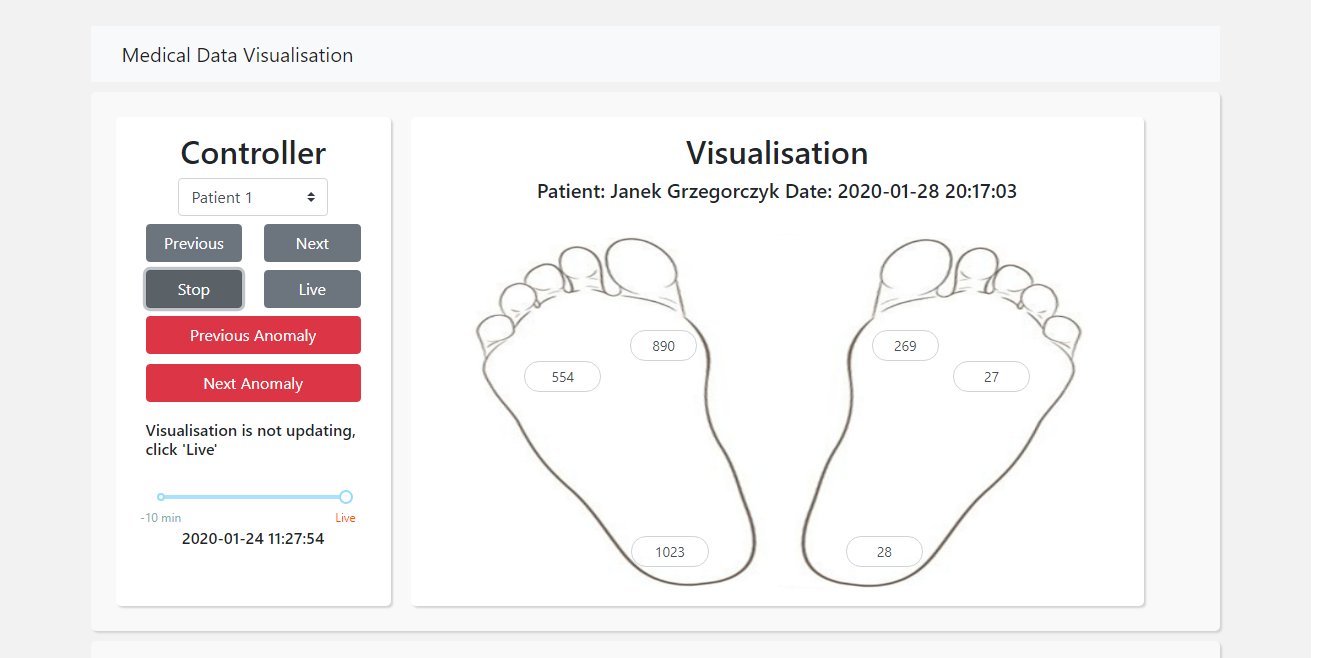 Medical Data Visualisation
Controller
Patient 1
Previous
Next
Stop
Live
Previous Anomaly
Next Anomaly
Visualisation is not updating,
click 'Live'
-10 min
Live
2020-01-24 11:27:54
Visualisation
Patient: Janek Grzegorczyk Date: 2020-01-28 20:17:03
890
269
554
27
1023
28